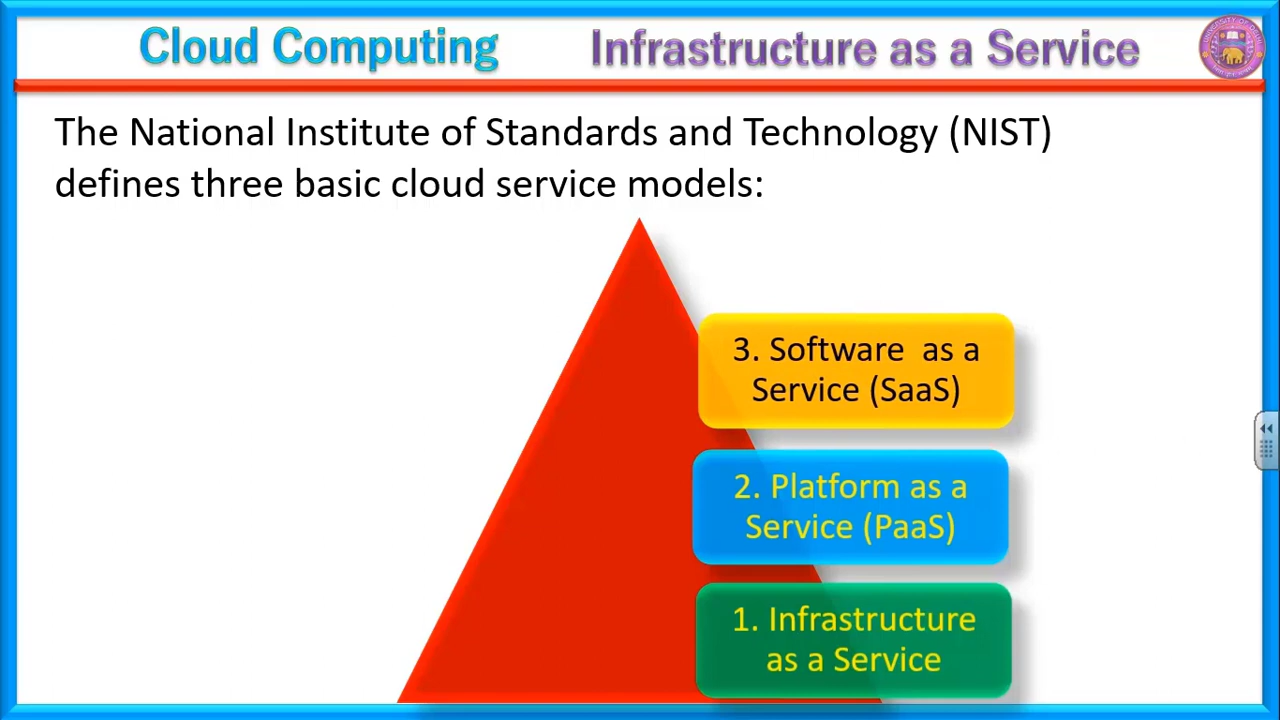 Cloud Computing Infrastructure as a Service
The National Institute of Standards and Technology (NIST)
defines three basic cloud service models:
3. Software as a
Service (SaaS)
2. Platform as a
Service (PaaS)
1. Infrastructure
as a Service